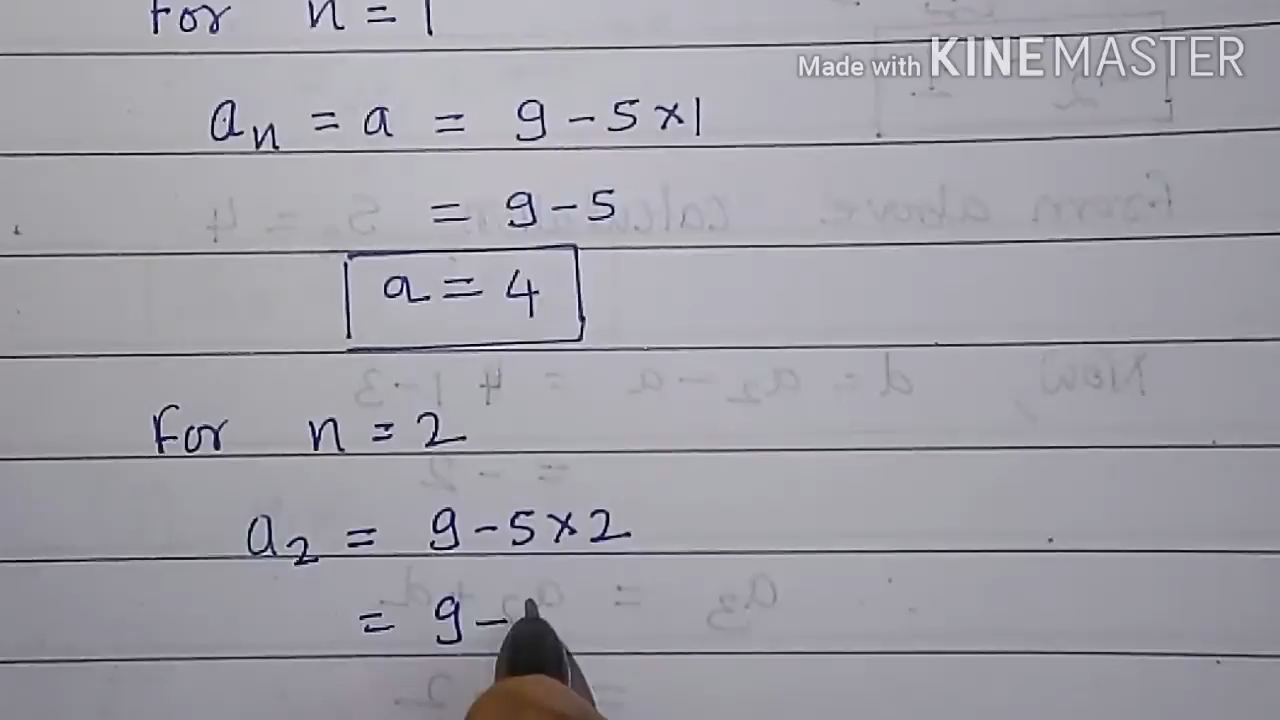 For n = 1
Made with KINEMASTER
aₙ = a = 9 - 5 × 1
= 9 - 5
a = 4
For n = 2
a₂ = 9 - 5 × 2
= 9 -